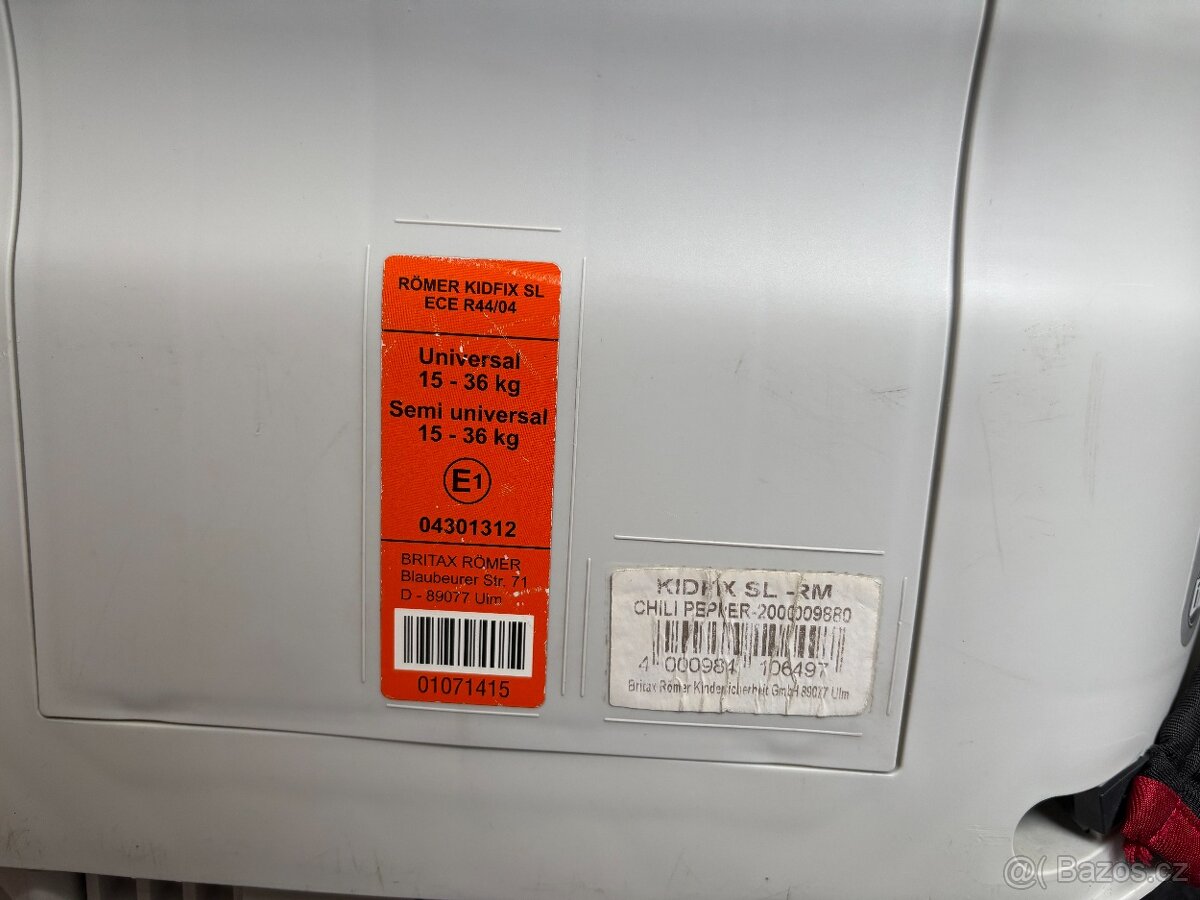 RÖMER KIDFIX SL
ECE R44/04
Universal
15 - 36 kg
Semi universal
15 - 36 kg
E1
04301312
BRITAX RÖMER
Blaubeurer Str. 71
D - 89077 Ulm
01071415
KIDFIX SL -RM
CHILI PEPPER-2000009880
4 000984 106497
Britax Römer Kindersicherheit GmbH 89077 Ulm
@( Bazos.cz